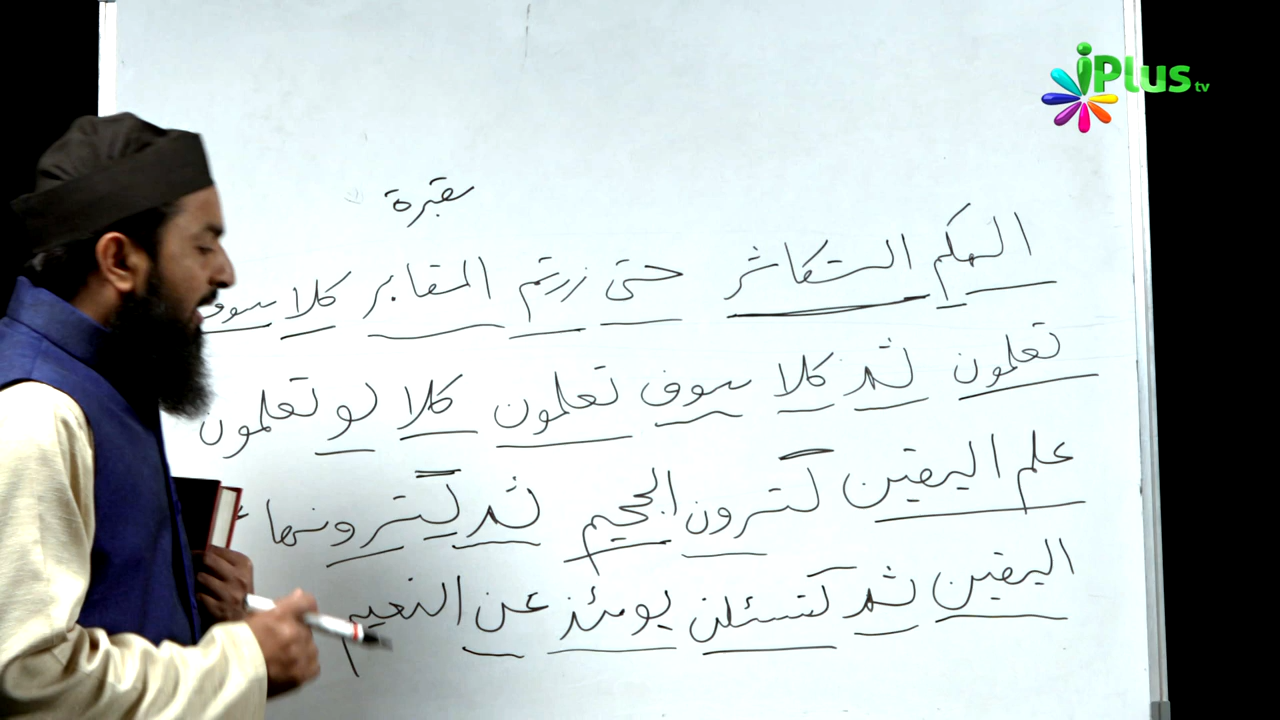 iPlus tv
مقبرة
الهكم التكاثر حتى زرتم المقابر كلا سوف
تعلمون ثم كلا سوف تعلمون كلا لو تعلمون
علم اليقين لترون الجحيم ثم لترونها
اليقين ثم لتسئلن يومئذ عن النعيم